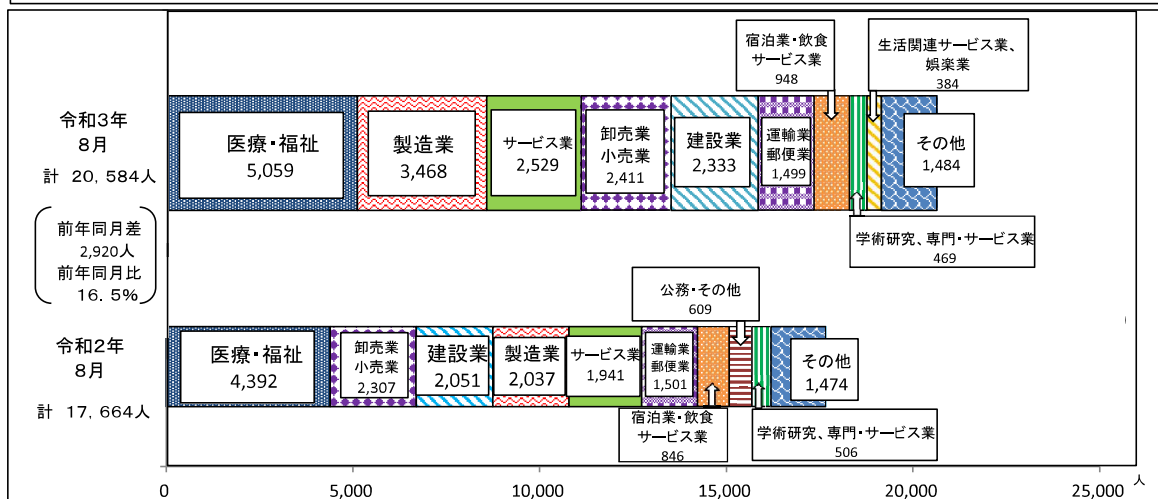 宿泊業・飲食
サービス業
948
生活関連サービス業、
娯楽業
384
令和3年
8月
計 20,584人
医療・福祉
5,059
製造業
3,468
サービス業
2,529
卸売業
小売業
2,411
建設業
2,333
運輸業
郵便業
1,499
その他
1,484
学術研究、専門・サービス業
469
前年同月差
2,920人
前年同月比
16.5%
公務・その他
609
令和2年
8月
計 17,664人
医療・福祉
4,392
卸売業
小売業
2,307
建設業
2,051
製造業
2,037
サービス業
1,941
運輸業
郵便業
1,501
その他
1,474
宿泊業・飲食
サービス業
846
学術研究、専門・サービス業
506
0 5,000 10,000 15,000 20,000 25,000 人